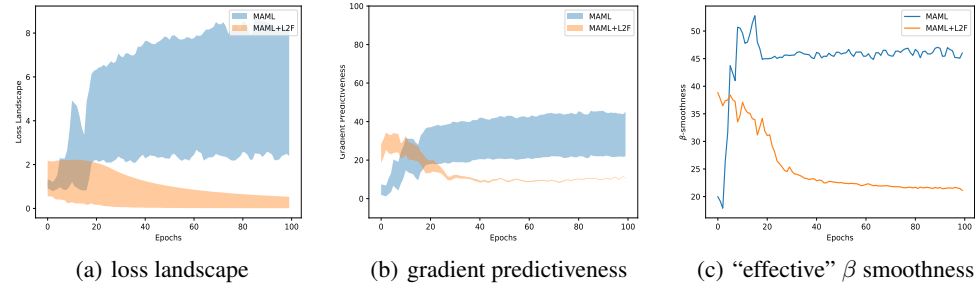 MAML
MAML+L2F
Loss Landscape
8
6
4
2
0
0 20 40 60 80 100
Epochs
(a) loss landscape
MAML
MAML+L2F
Gradient Predictiveness
80
60
40
20
0
0 20 40 60 80 100
Epochs
(b) gradient predictiveness
MAML
MAML+L2F
β-smoothness
50
45
40
35
30
25
20
0 20 40 60 80 100
Epochs
(c) “effective” β smoothness